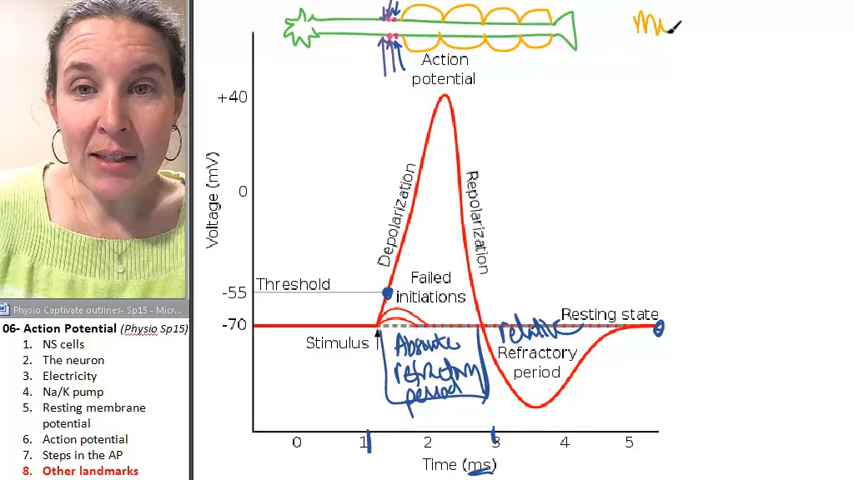 mu
Action
potential
+40
0
-55
-70
Voltage (mV)
Depolarization
Repolarization
Threshold
Failed
initiations
Stimulus
Resting state
relative
Refractory
period
Absolute
refractory
period
0
1
2
3
4
5
Time (ms)
Physio Captivate outlines- Sp15 - Micr...
06- Action Potential (Physio Sp15)
1. NS cells
2. The neuron
3. Electricity
4. Na/K pump
5. Resting membrane
potential
6. Action potential
7. Steps in the AP
8. Other landmarks